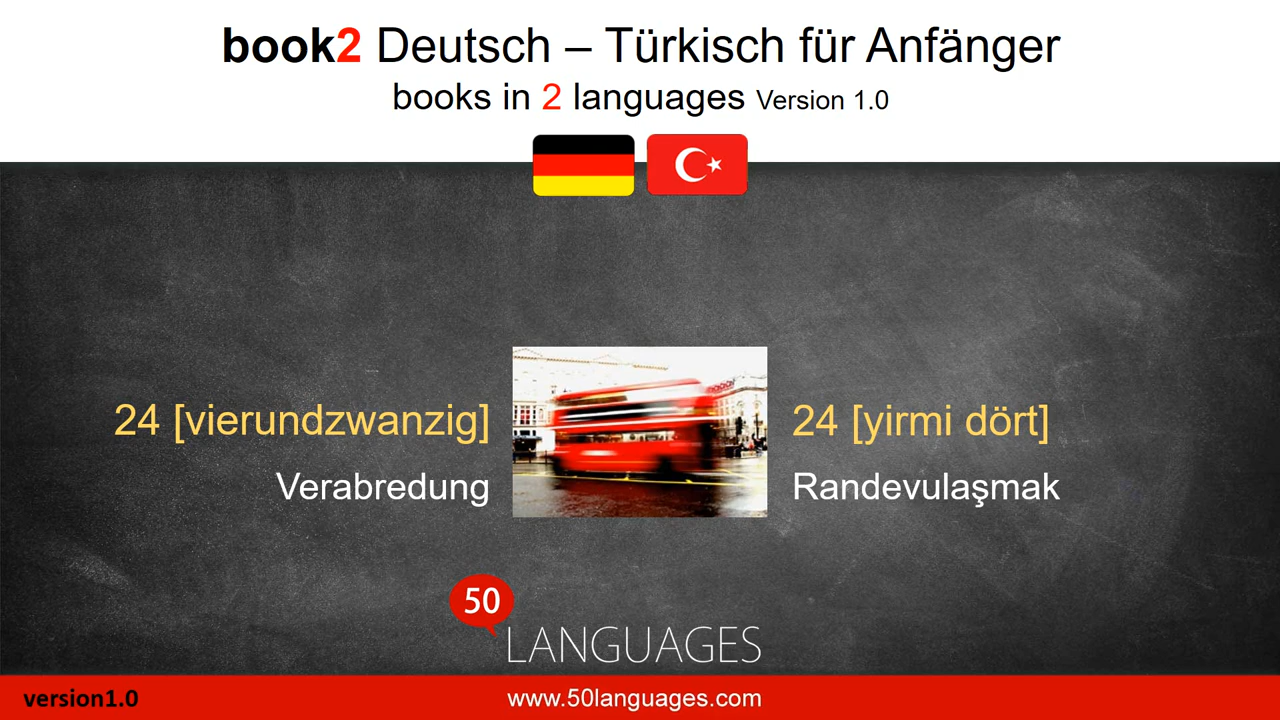 book2 Deutsch – Türkisch für Anfänger
books in 2 languages Version 1.0
24 [vierundzwanzig]
Verabredung
24 [yirmi dört]
Randevulaşmak
50
LANGUAGES
version1.0
www.50languages.com